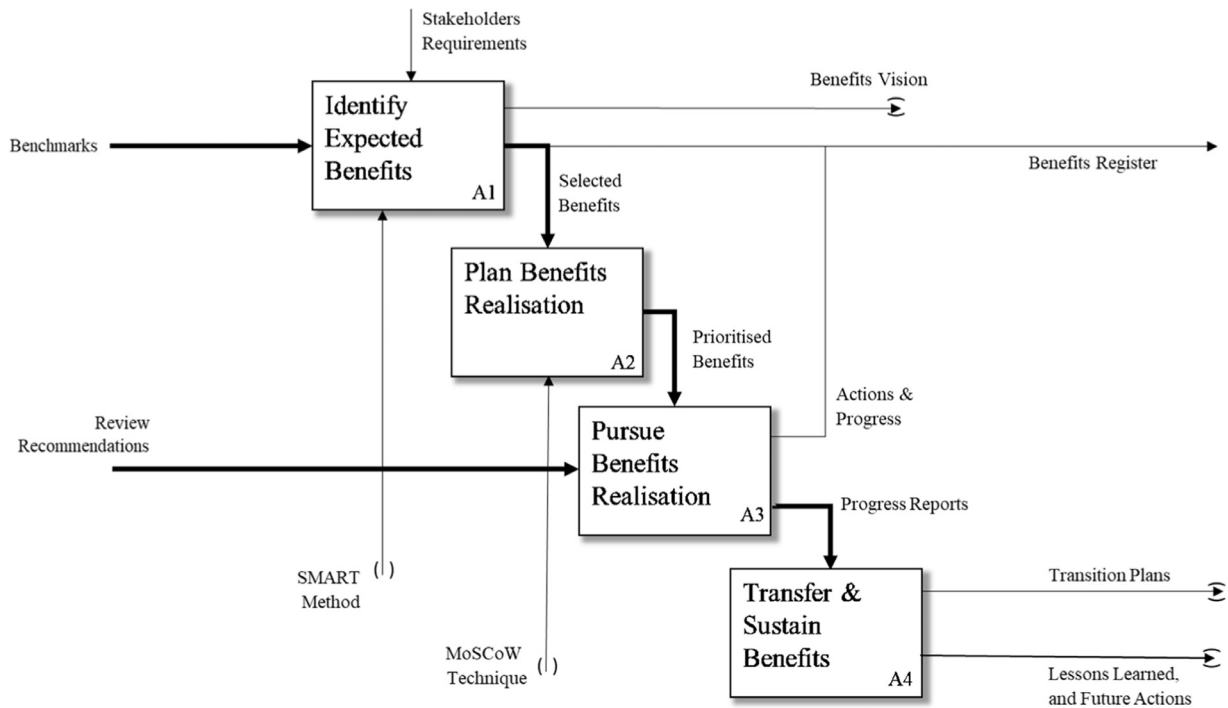 Stakeholders
Requirements
Benefits Vision
Identify
Expected
Benefits
A1
Benchmarks
Benefits Register
Selected
Benefits
Plan Benefits
Realisation
A2
Prioritised
Benefits
Actions &
Progress
Review
Recommendations
Pursue
Benefits
Realisation
A3
Progress Reports
SMART
Method
( )
Transition Plans
Transfer &
Sustain
Benefits
A4
MoSCoW
Technique
( )
Lessons Learned,
and Future Actions